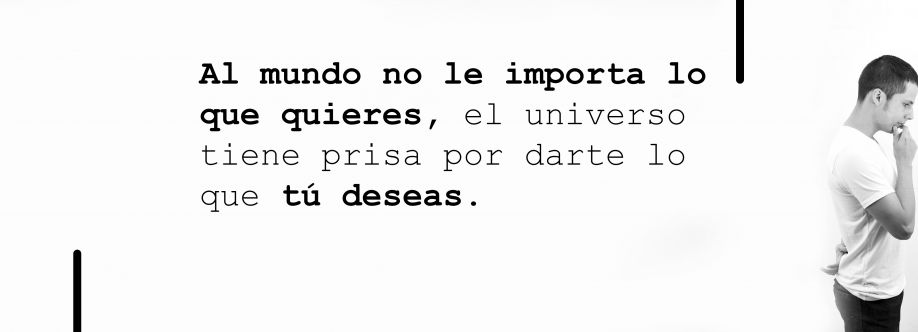 Al mundo no le importa lo
que quieres, el universo
tiene prisa por darte lo
que tú deseas.